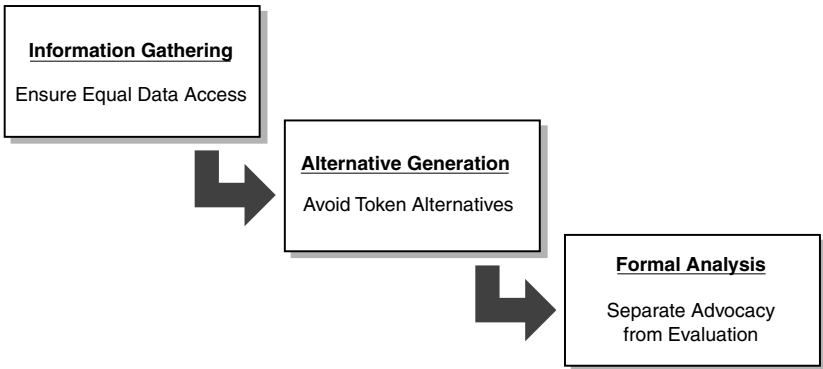 Information Gathering
Ensure Equal Data Access
Alternative Generation
Avoid Token Alternatives
Formal Analysis
Separate Advocacy
from Evaluation